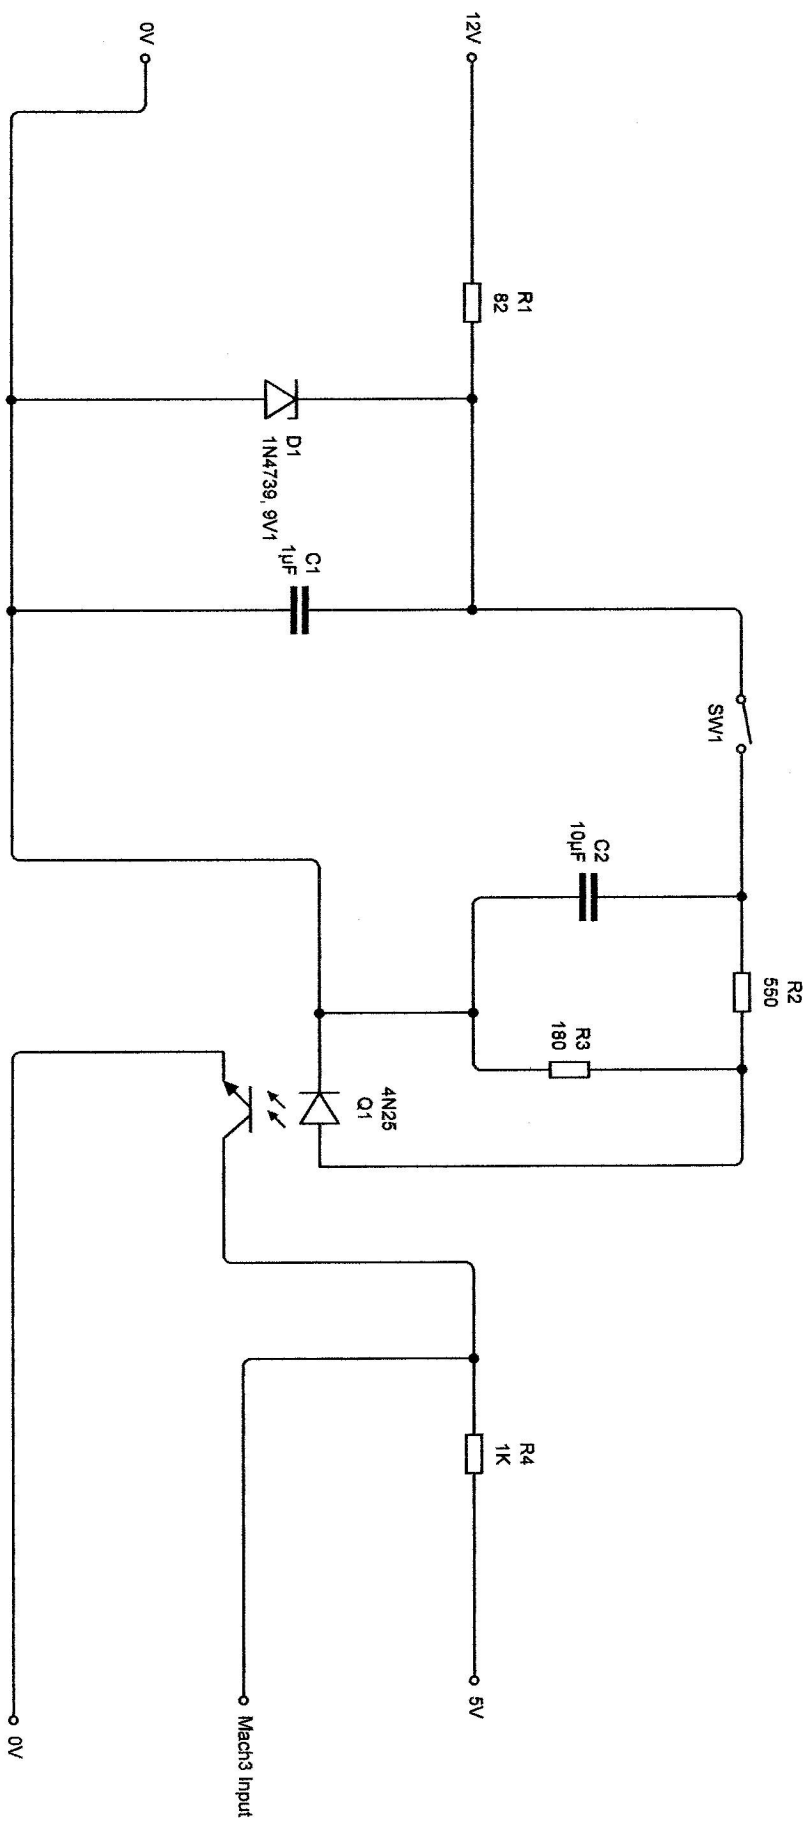 12V
0V
R1
82
D1
1N4739, 9V1
C1
1µF
SW1
C2
10µF
R2
550
R3
180
4N25
Q1
R4
1K
5V
Mach3 Input
0V